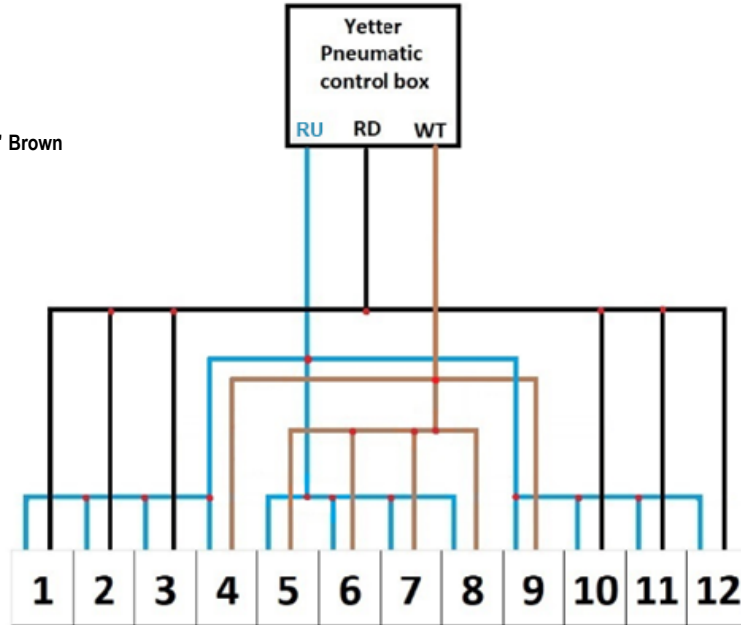 Yetter
Pneumatic
control box
RU RD WT
" Brown
1 2 3 4 5 6 7 8 9 10 11 12